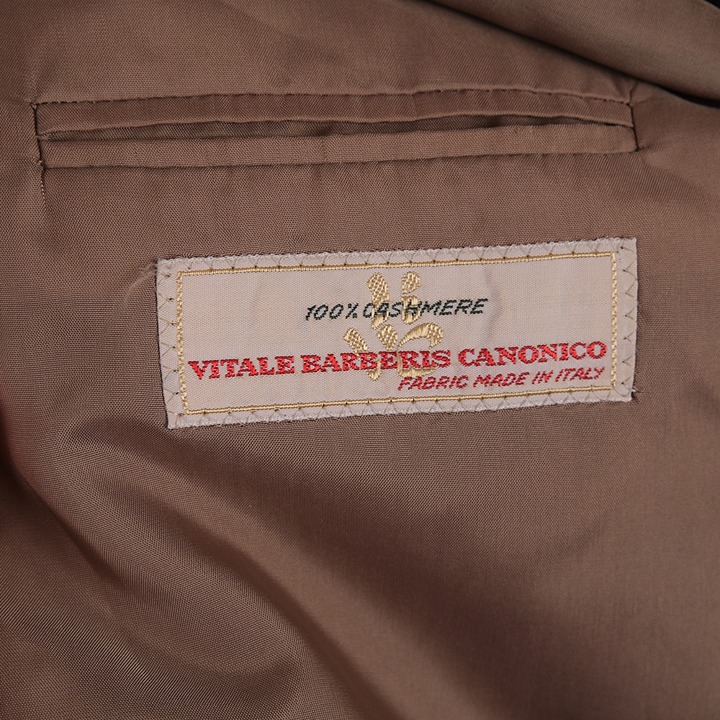 100% CASHMERE
VITALE BARBERIS CANONICO
FABRIC MADE IN ITALY